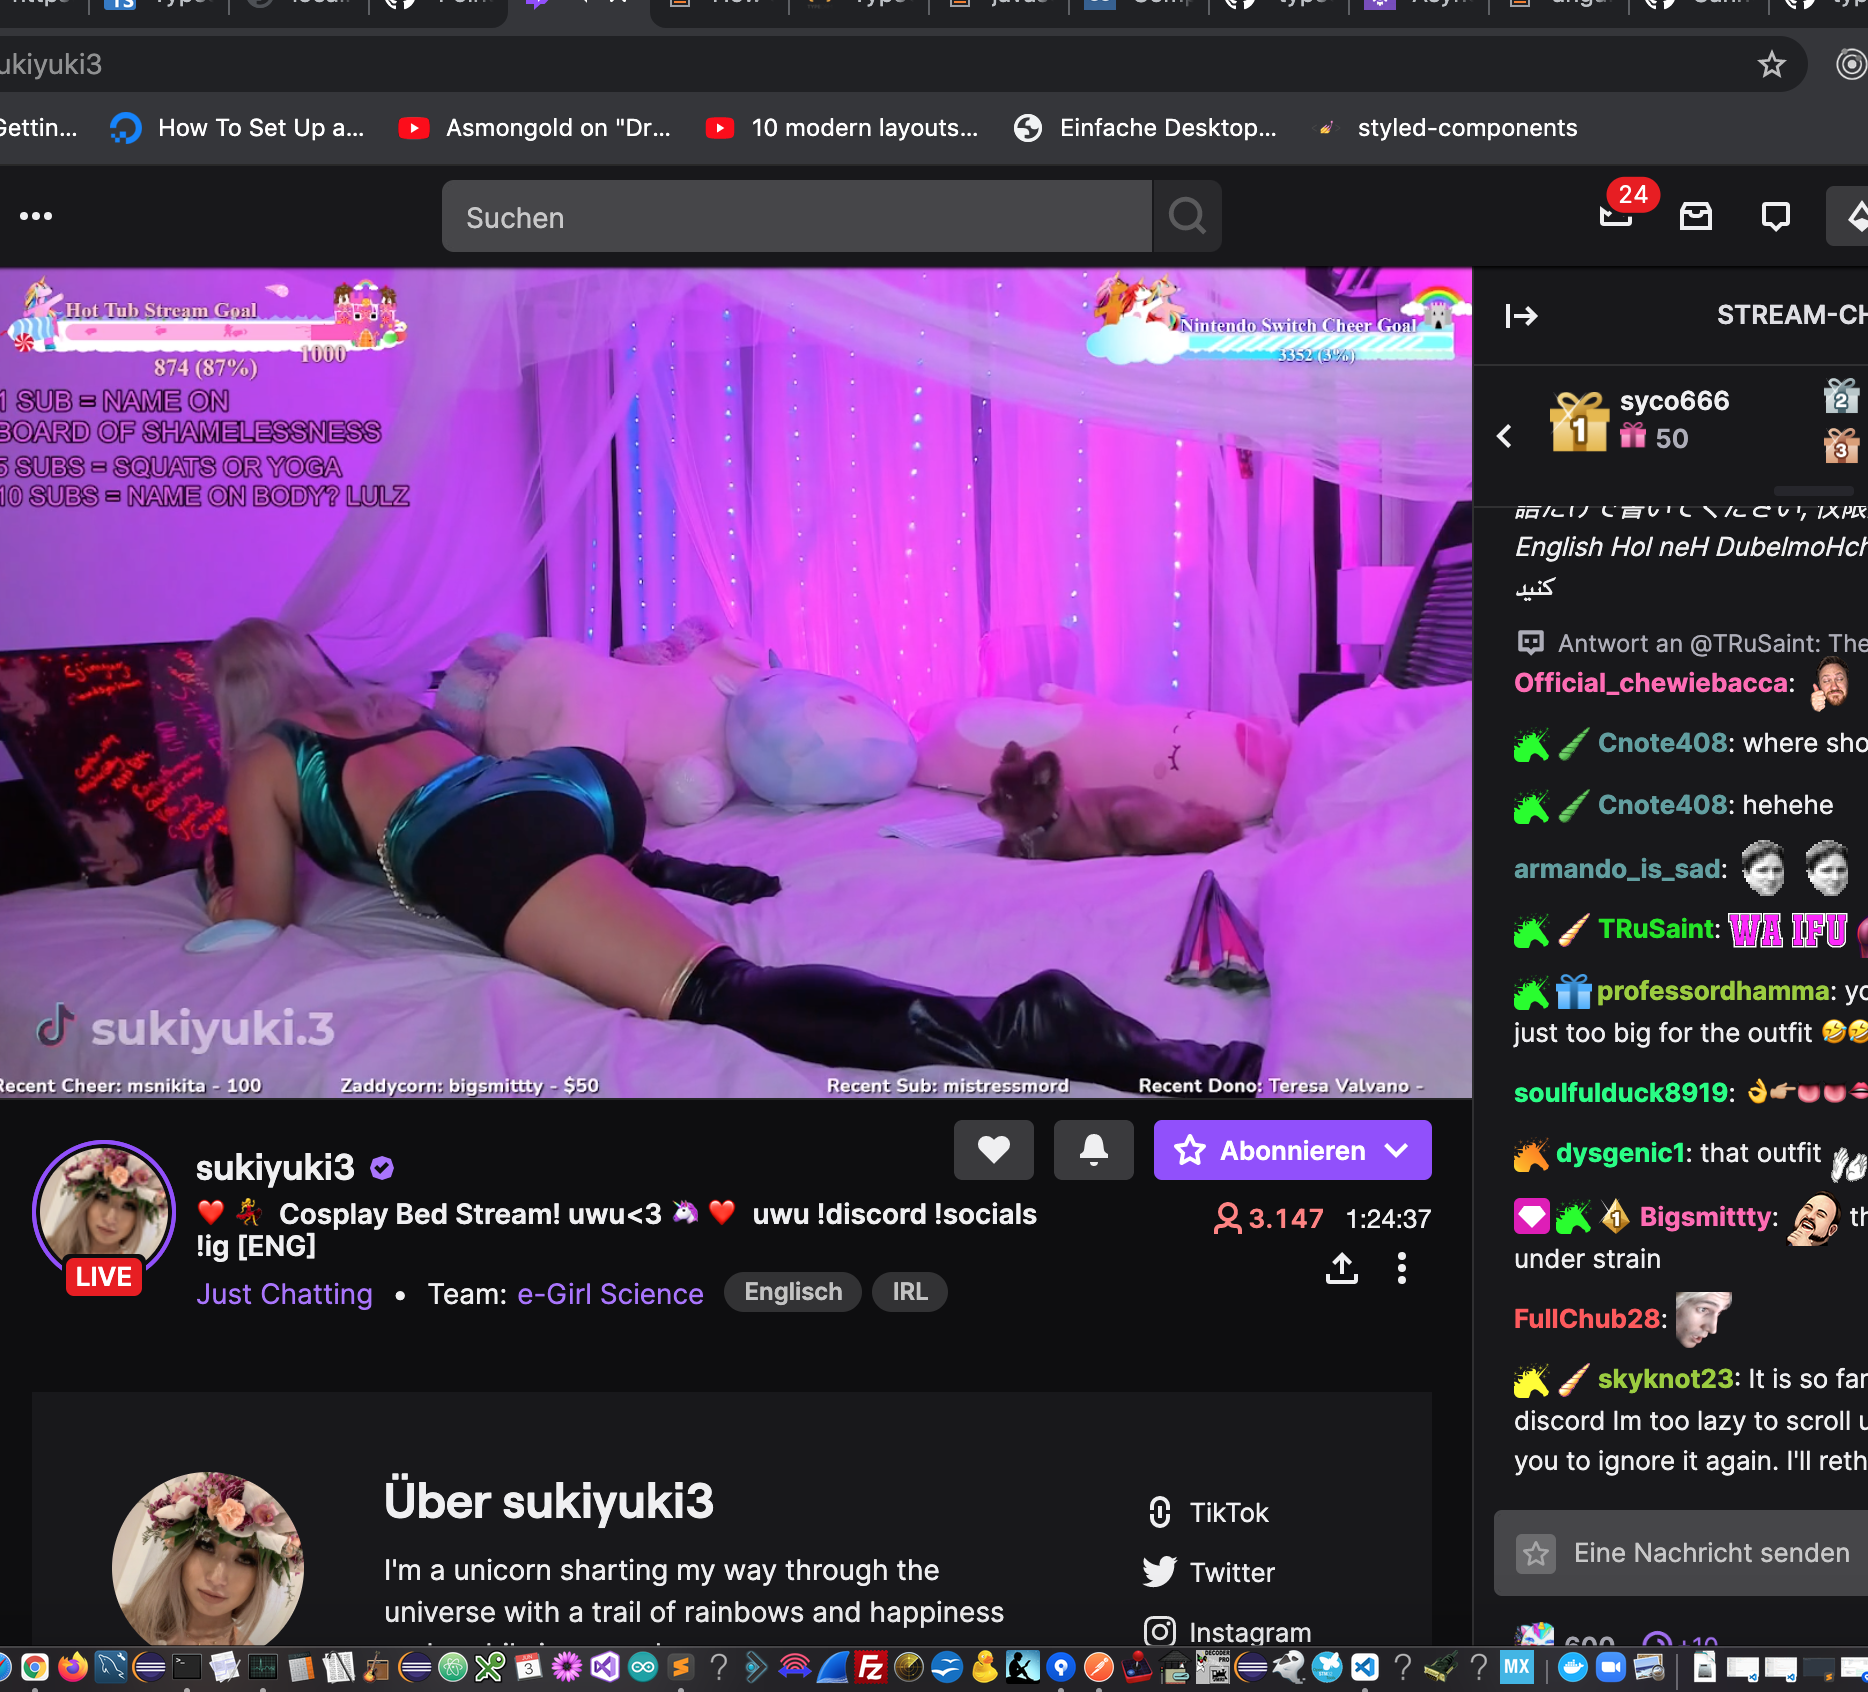 ukiyuki3
Gettin...
How To Set Up a...
Asmongold on "Dr...
10 modern layouts...
Einfache Desktop...
styled-components
Suchen
24
Hot Tub Stream Goal
1000
874 (87%)
Nintendo Switch Cheer Goal
3352 (3%)
1 SUB = NAME ON
BOARD OF SHAMELESSNESS
5 SUBS = SQUATS OR YOGA
10 SUBS = NAME ON BODY? LULZ
sukiyuki.3
Recent Cheer: msnikita - 100
Zaddycorn: bigsmittty - $50
Recent Sub: mistressmord
Recent Dono: Teresa Valvano -
STREAM-CH
1
syco666
50
2
3
English Hol neH DubelmoHch
کنید
Antwort an @TRuSaint: The
Official_chewiebacca:
Cnote408: where sho
Cnote408: hehehe
armando_is_sad:
TRuSaint: WA IFU
professordhamma: yo
just too big for the outfit
soulfulduck8919:
dysgenic1: that outfit
Bigsmittty: th
under strain
FullChub28:
skyknot23: It is so far
discord Im too lazy to scroll u
you to ignore it again. I'll reth
Eine Nachricht senden
600 +10
sukiyuki3
Cosplay Bed Stream! uwu<3 uwu !discord !socials
!ig [ENG]
LIVE
Just Chatting • Team: e-Girl Science
Englisch
IRL
Abonnieren
3.147
1:24:37
Über sukiyuki3
I'm a unicorn sharting my way through the
universe with a trail of rainbows and happiness
TikTok
Twitter
Instagram
Fz
3
MX